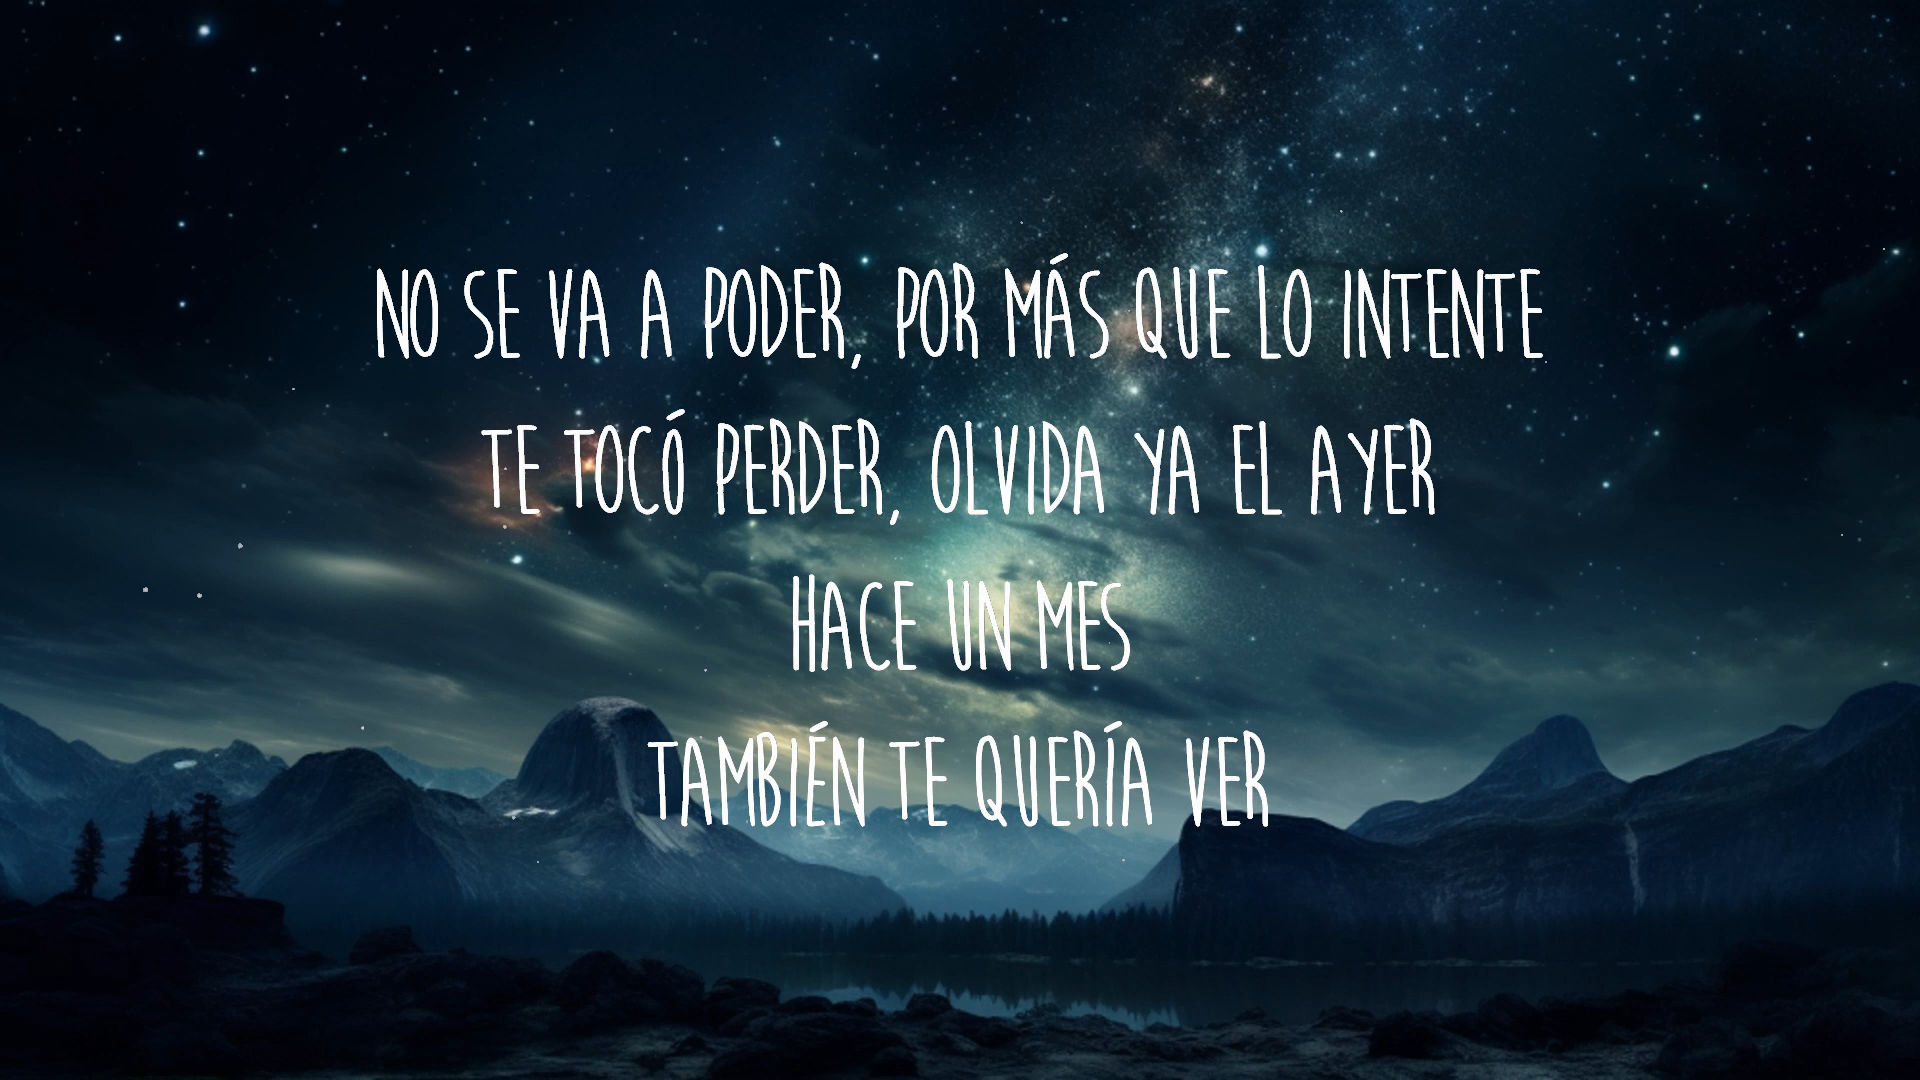 NO SE VA A PODER, POR MÁS QUE LO INTENTE
TE TOCÓ PERDER, OLVIDA YA EL AYER
HACE UN MES
TAMBIÉN TE QUERÍA VER